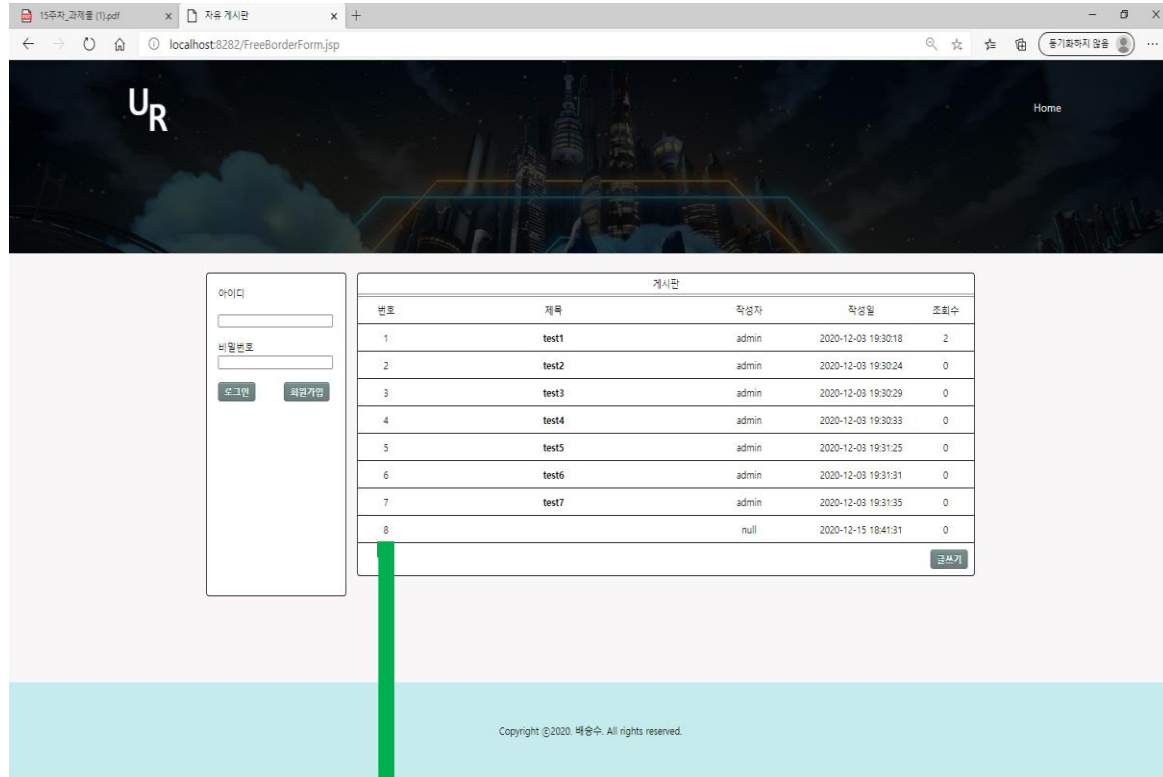 15주차_과제물 (1).pdf
자유 게시판
localhost:8282/FreeBorderForm.jsp
동기화하지 않음
UR
Home
아이디
비밀번호
로그인 회원가입
게시판
번호 제목 작성자 작성일 조회수
1 test1 admin 2020-12-03 19:30:18 2
2 test2 admin 2020-12-03 19:30:24 0
3 test3 admin 2020-12-03 19:30:29 0
4 test4 admin 2020-12-03 19:30:33 0
5 test5 admin 2020-12-03 19:31:25 0
6 test6 admin 2020-12-03 19:31:31 0
7 test7 admin 2020-12-03 19:31:35 0
8 null 2020-12-15 18:41:31 0
글쓰기
Copyright ⓒ2020. 배승수. All rights reserved.